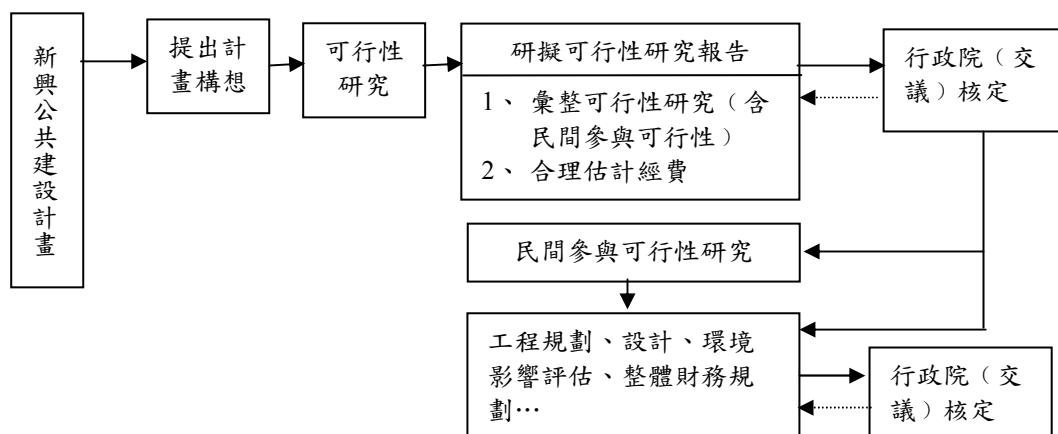 新興公共建設計畫
提出計
畫構想
可行性
研究
研擬可行性研究報告
1、 彙整可行性研究（含
民間參與可行性）
2、 合理估計經費
行政院（交
議）核定
民間參與可行性研究
工程規劃、設計、環境
影響評估、整體財務規
劃…
行政院（交
議）核定